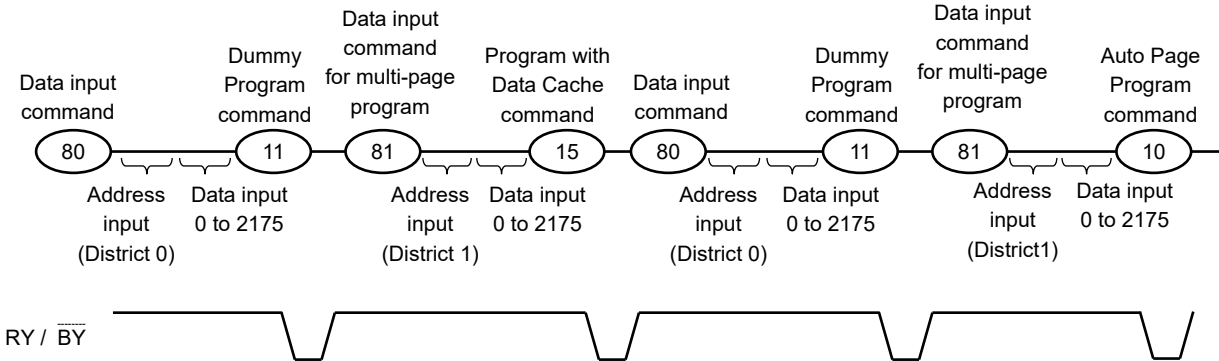 Data input
command
Dummy
Program
command
Data input
command
for multi-page
program
Program with
Data Cache
command
Data input
command
Dummy
Program
command
Data input
command
for multi-page
program
Auto Page
Program
command
80
11
81
15
80
11
81
10
Address
input
(District 0)
Data input
0 to 2175
Address
input
(District 1)
Data input
0 to 2175
Address
input
(District 0)
Data input
0 to 2175
Address
input
(District1)
Data input
0 to 2175
RY / BY